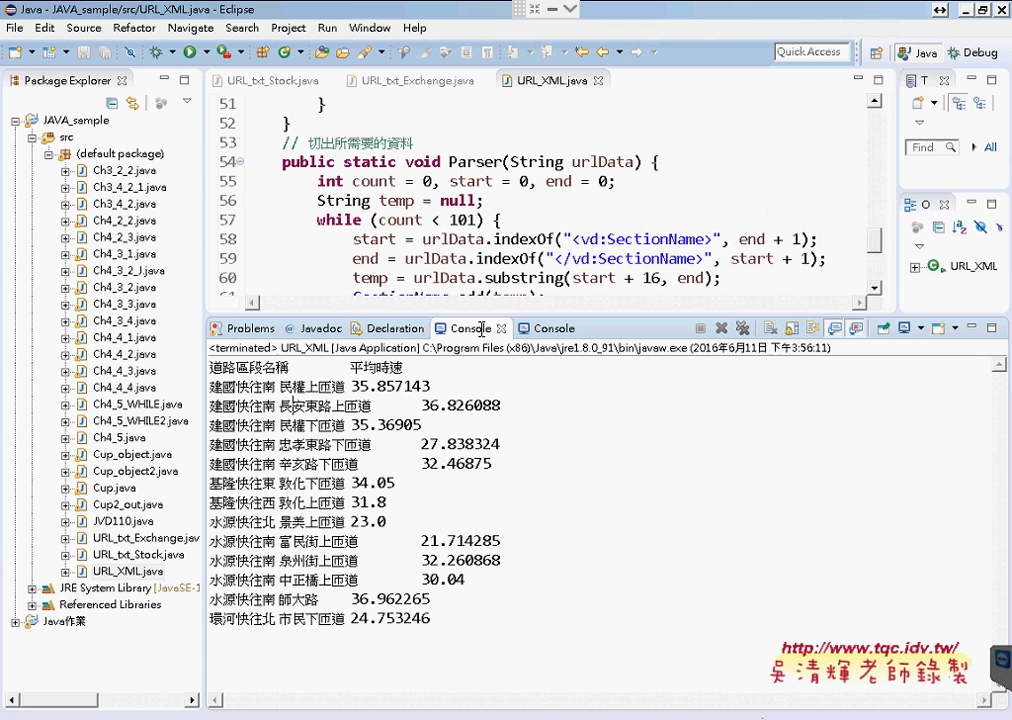 Java - JAVA_sample/src/URL_XML.java - Eclipse
File Edit Source Refactor Navigate Search Project Run Window Help
Quick Access Java Debug
Package Explorer
JAVA_sample
src
(default package)
Ch3_2_2.java
Ch3_4_2_1.java
Ch3_4_2.java
Ch4_2_2.java
Ch4_2_3.java
Ch4_3_1.java
Ch4_3_2_I.java
Ch4_3_2.java
Ch4_3_3.java
Ch4_3_4.java
Ch4_4_1.java
Ch4_4_2.java
Ch4_4_3.java
Ch4_4_4.java
Ch4_5_WHILE.java
Ch4_5_WHILE2.java
Ch4_5.java
Cup_object.java
Cup_object2.java
Cup.java
Cup2_out.java
JVD110.java
URL_txt_Exchange.jav
URL_txt_Stock.java
URL_XML.java
JRE System Library [JavaSE-1
Referenced Libraries
Java作業
URL_txt_Stock.java URL_txt_Exchange.java URL_XML.java
51 }
52 }
53 // 切出所需要的資料
54 public static void Parser(String urlData) {
55 int count = 0, start = 0, end = 0;
56 String temp = null;
57 while (count < 101) {
58 start = urlData.indexOf("<vd:SectionName>", end + 1);
59 end = urlData.indexOf("</vd:SectionName>", start + 1);
60 temp = urlData.substring(start + 16, end);
T
Find All
O
URL_XML
Problems Javadoc Declaration Console Console
<terminated> URL_XML [Java Application] C:\Program Files (x86)\Java\jre1.8.0_91\bin\javaw.exe (2016年6月11日 下午3:56:11)
道路區段名稱 平均時速
建國快往南 民權上匝道 35.857143
建國快往南 長安東路上匝道 36.826088
建國快往南 民權下匝道 35.36905
建國快往南 忠孝東路下匝道 27.838324
建國快往南 辛亥路下匝道 32.46875
基隆快往東 敦化下匝道 34.05
基隆快往西 敦化上匝道 31.8
水源快往北 景美上匝道 23.0
水源快往南 富民街上匝道 21.714285
水源快往南 泉州街上匝道 32.260868
水源快往南 中正橋上匝道 30.04
水源快往南 師大路 36.962265
環河快往北 市民下匝道 24.753246
http://www.tqc.idv.tw/
吳清輝老師錄製